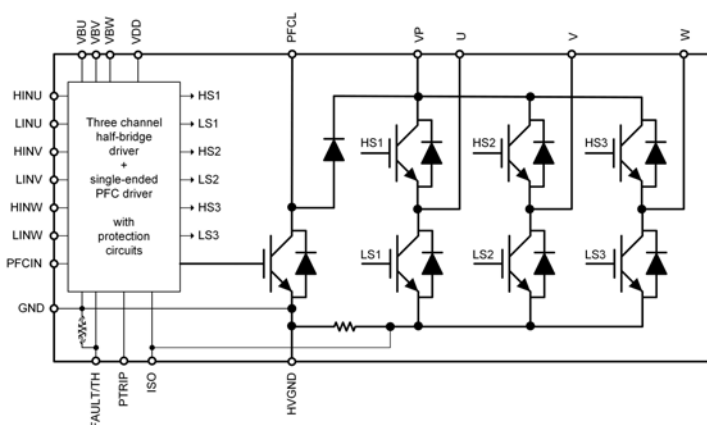 VBU
VBV
VBW
VDD
PFCL
VP
U
V
W
HINU
LINU
HINV
LINV
HINW
LINW
PFCIN
GND
Three channel
half-bridge
driver
+
single-ended
PFC driver
with
protection
circuits
HS1
LS1
HS2
LS2
HS3
LS3
HS1
HS2
HS3
LS1
LS2
LS3
FAULT/TH
PTRIP
ISO
HVGND